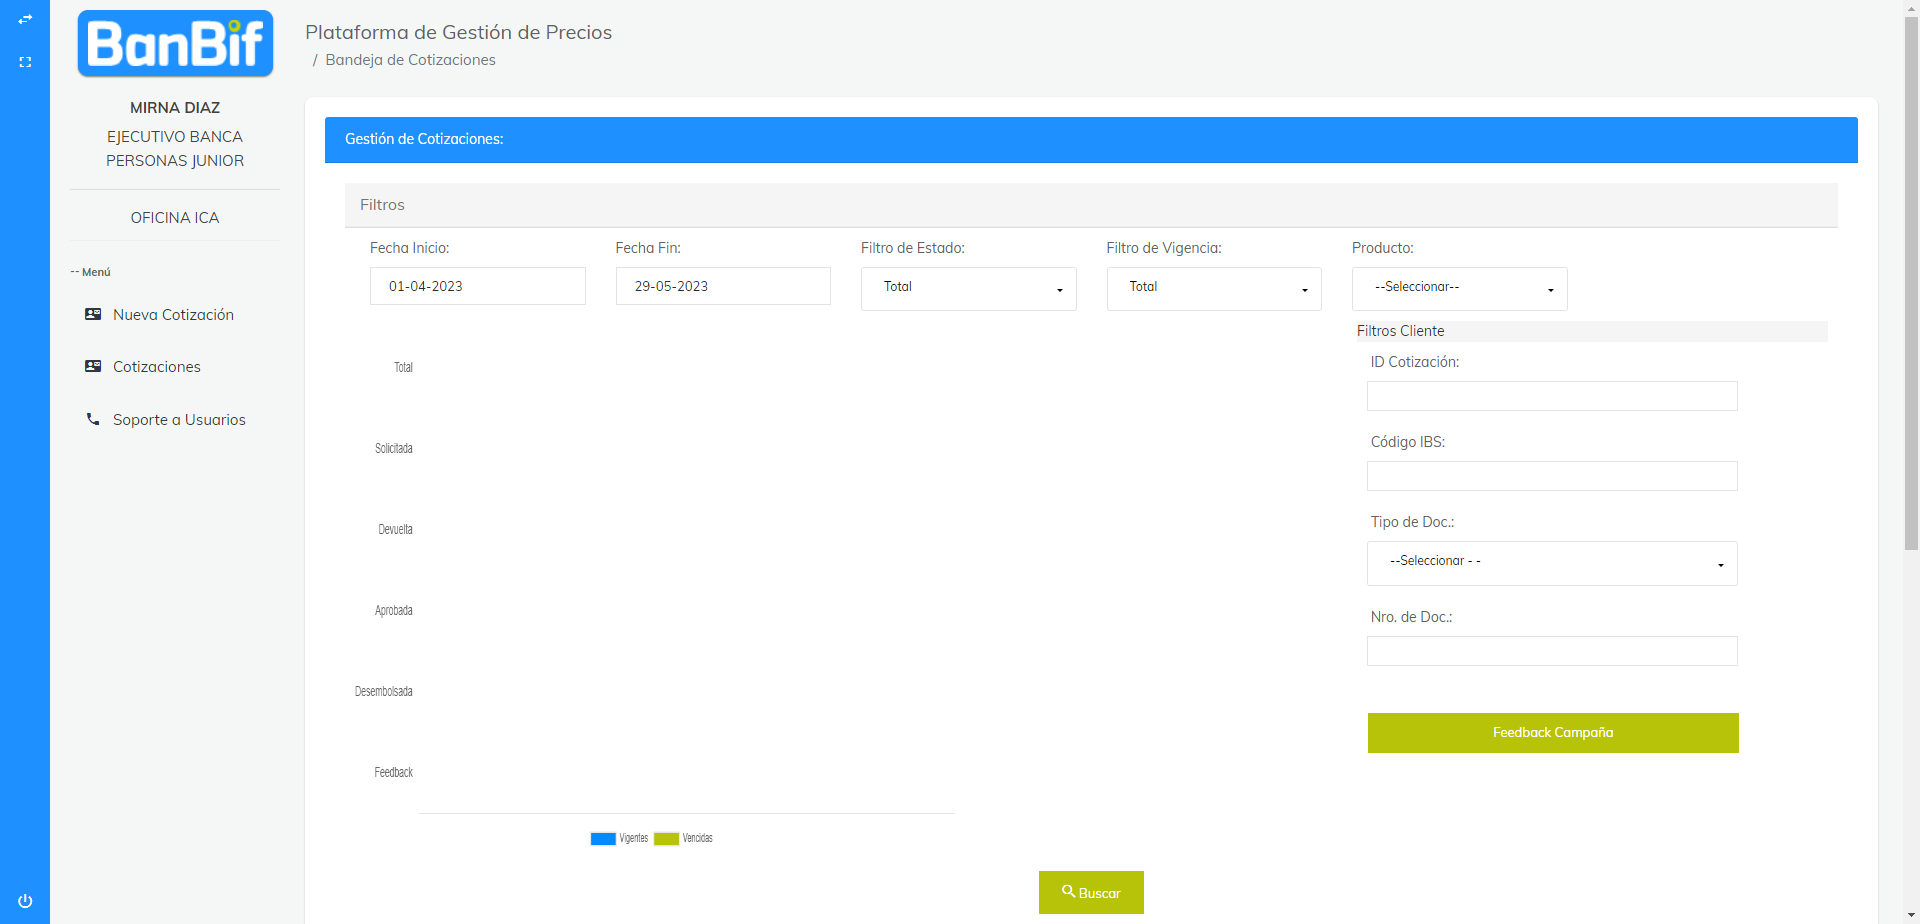 BanBif
MIRNA DIAZ
EJECUTIVO BANCA
PERSONAS JUNIOR
OFICINA ICA
-- Menú
Nueva Cotización
Cotizaciones
Soporte a Usuarios
Plataforma de Gestión de Precios
/ Bandeja de Cotizaciones
Gestión de Cotizaciones:
Filtros
Fecha Inicio: Fecha Fin: Filtro de Estado: Filtro de Vigencia: Producto:
01-04-2023 29-05-2023 Total Total --Seleccionar--
Total
Solicitada
Devuelta
Aprobada
Desembolsada
Feedback
Vigentes Vencidas
Filtros Cliente
ID Cotización:
Código IBS:
Tipo de Doc.:
--Seleccionar - -
Nro. de Doc.:
Feedback Campaña
Buscar